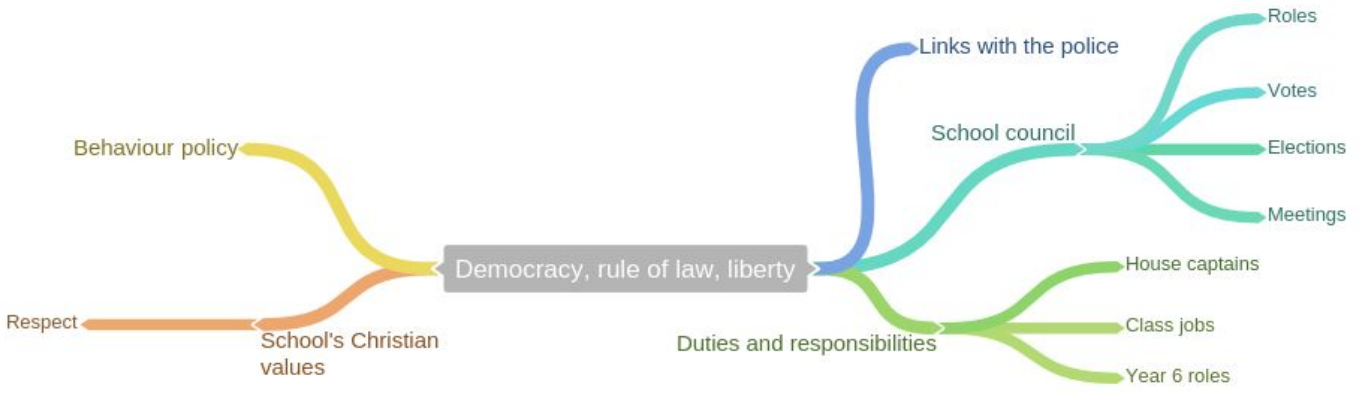 Democracy, rule of law, liberty
Links with the police
School council
Roles
Votes
Elections
Meetings
Duties and responsibilities
House captains
Class jobs
Year 6 roles
Behaviour policy
School's Christian
values
Respect